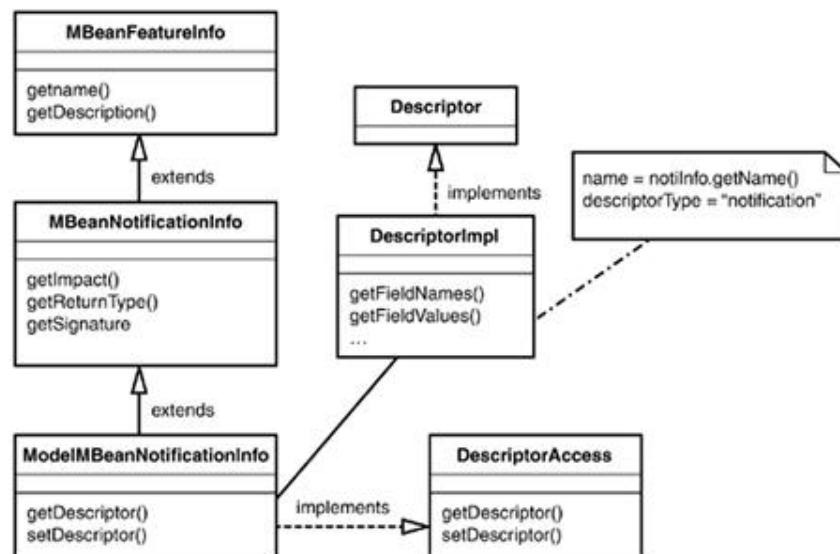 MBeanFeatureInfo
getname()
getDescription()
extends
MBeanNotificationInfo
getImpact()
getReturnType()
getSignature
extends
ModelMBeanNotificationInfo
getDescriptor()
setDescriptor()
Descriptor
implements
DescriptorImpl
getFieldNames()
getFieldValues()
...
name = notiInfo.getName()
descriptorType = “notification”
implements
DescriptorAccess
getDescriptor()
setDescriptor()